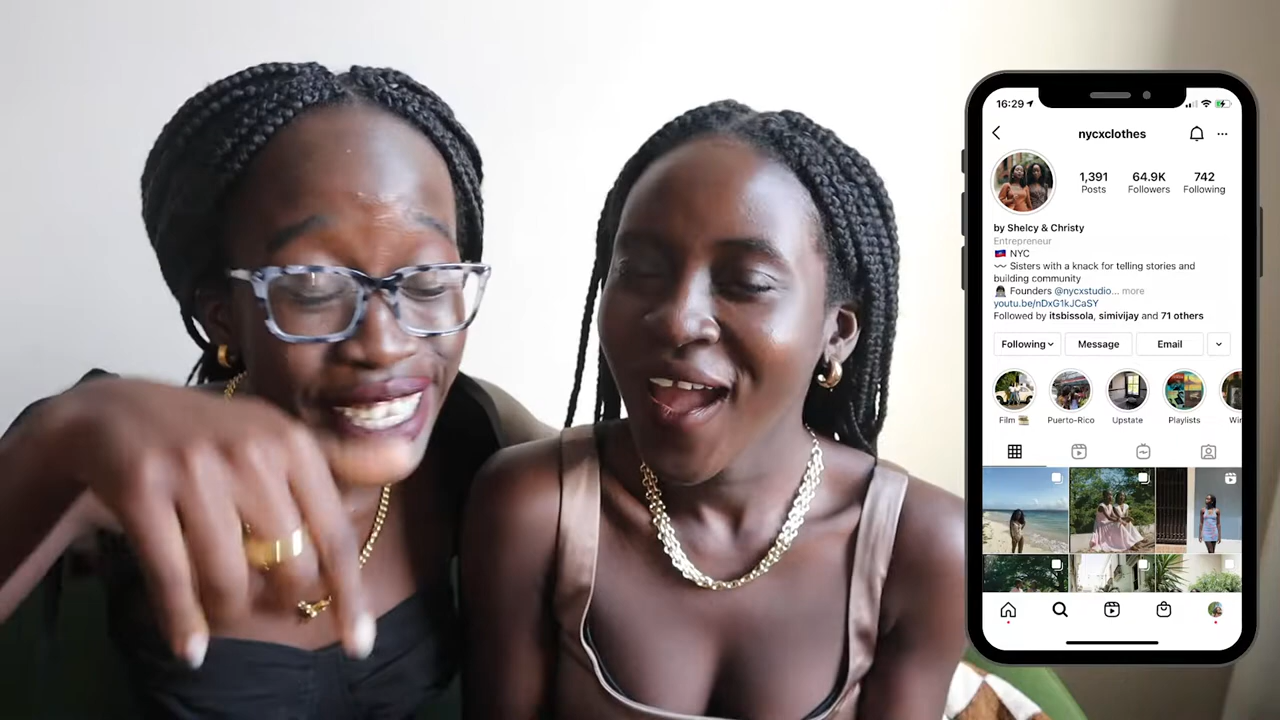 16:29
nycxclothes
1,391 64.9K 742
Posts Followers Following
by Shelcy & Christy
Entrepreneur
NYC
Sisters with a knack for telling stories and
building community
Founders @nycxstudio... more
youtu.be/nDxG1kJCaSY
Followed by itsbissola, simivijay and 71 others
Following Message Email
Film Puerto-Rico Upstate Playlists